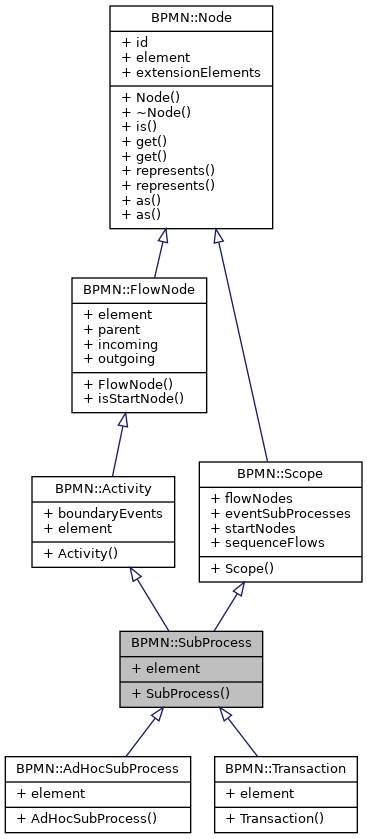 BPMN::Node
+ id
+ element
+ extensionElements
+ Node()
+ ~Node()
+ is()
+ get()
+ get()
+ represents()
+ represents()
+ as()
+ as()
BPMN::FlowNode
+ element
+ parent
+ incoming
+ outgoing
+ FlowNode()
+ isStartNode()
BPMN::Scope
+ flowNodes
+ eventSubProcesses
+ startNodes
+ sequenceFlows
+ Scope()
BPMN::Activity
+ boundaryEvents
+ element
+ Activity()
BPMN::SubProcess
+ element
+ SubProcess()
BPMN::AdHocSubProcess
+ element
+ AdHocSubProcess()
BPMN::Transaction
+ element
+ Transaction()